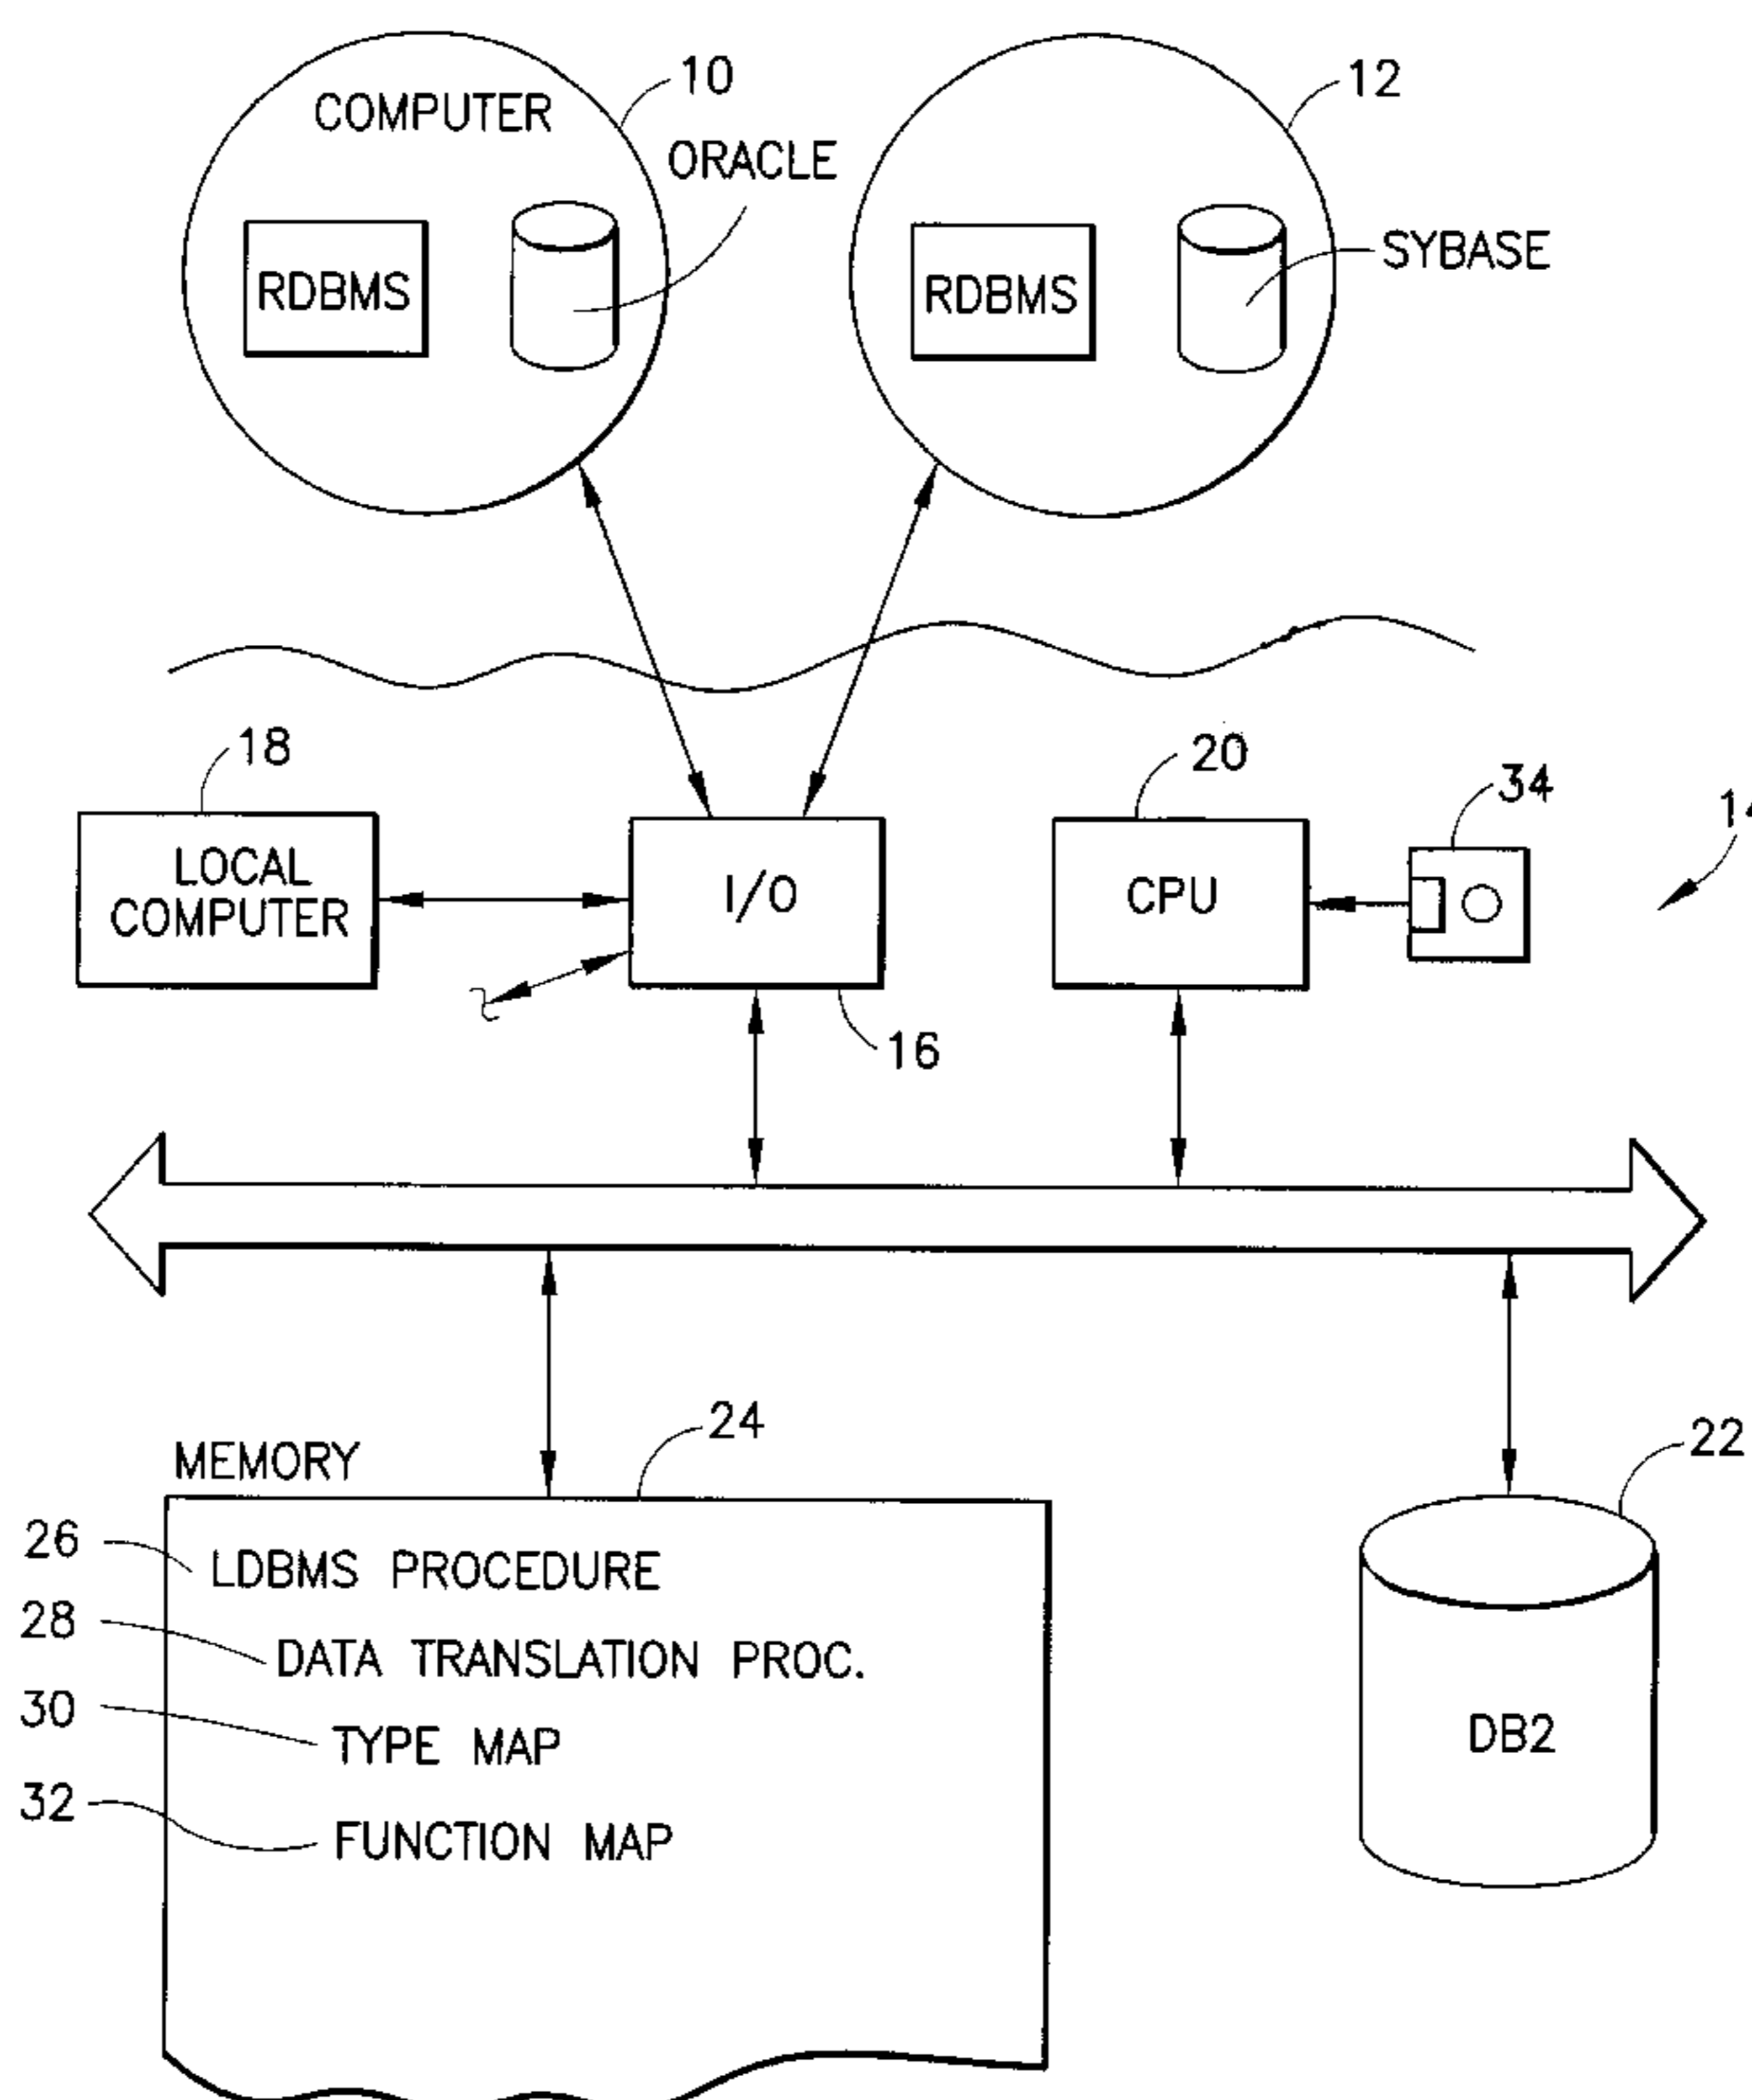 10
12
COMPUTER
ORACLE
RDBMS
RDBMS
SYBASE
18
20
34
LOCAL
COMPUTER
I/O
CPU
16
24
MEMORY
22
26
LDBMS PROCEDURE
28
DATA TRANSLATION PROC.
30
TYPE MAP
DB2
32
FUNCTION MAP